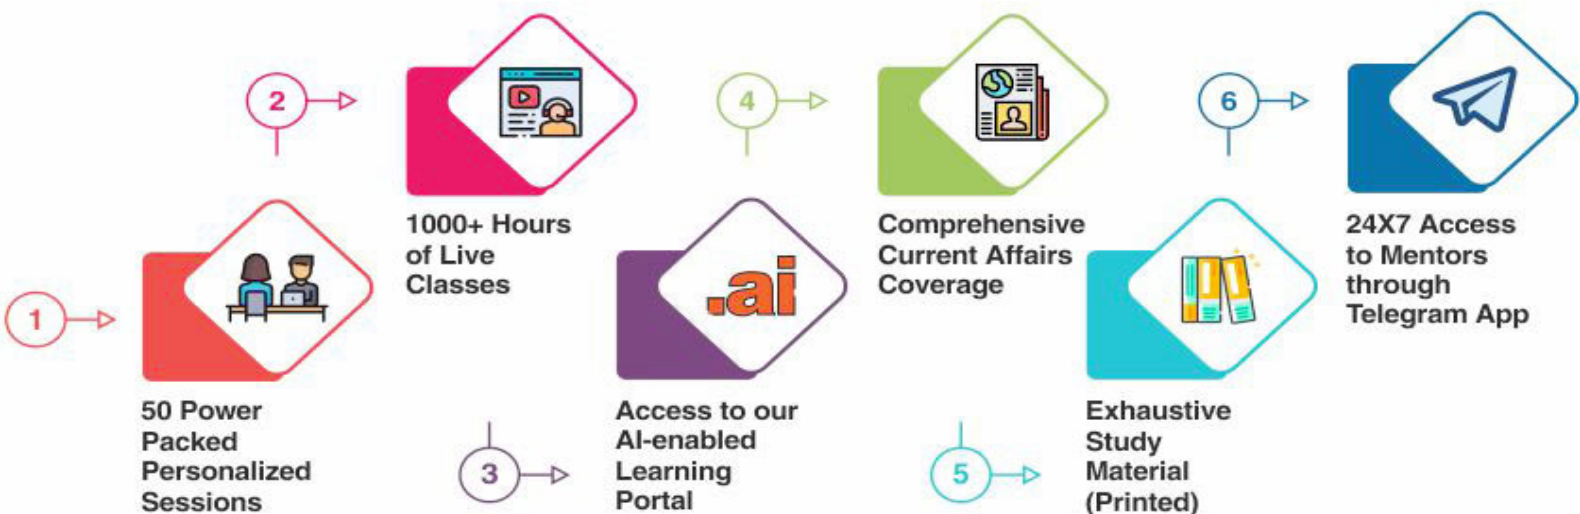 1
50 Power
Packed
Personalized
Sessions
2
1000+ Hours
of Live
Classes
3
.ai
Access to our
AI-enabled
Learning
Portal
4
Comprehensive
Current Affairs
Coverage
5
Exhaustive
Study
Material
(Printed)
6
24X7 Access
to Mentors
through
Telegram App